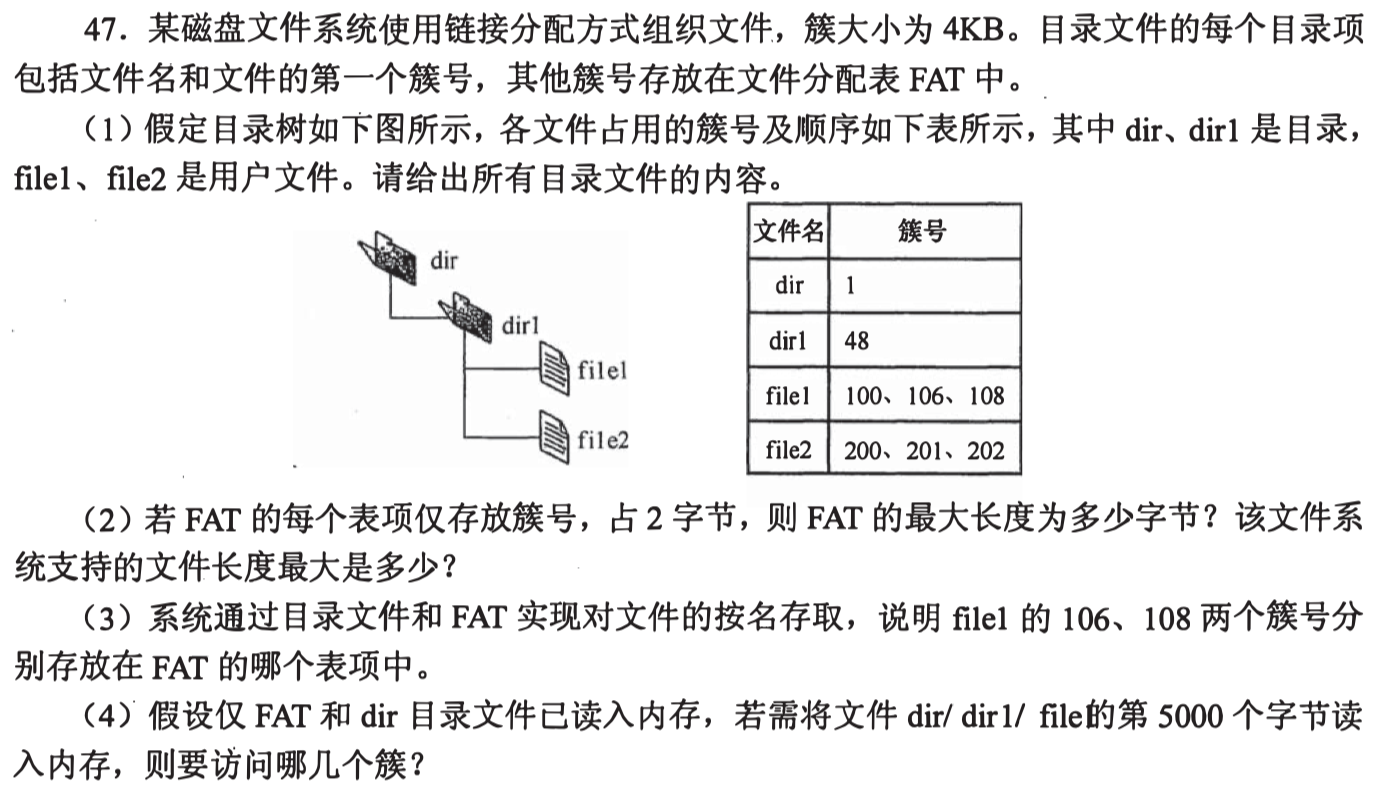 47. 某磁盘文件系统使用链接分配方式组织文件，簇大小为 4KB。目录文件的每个目录项
包括文件名和文件的第一个簇号，其他簇号存放在文件分配表 FAT 中。
（1）假定目录树如下图所示，各文件占用的簇号及顺序如下表所示，其中 dir、dir1 是目录，
file1、file2 是用户文件。请给出所有目录文件的内容。
dir
dir1
file1
file2
文件名 簇号
dir 1
dir1 48
file1 100、106、108
file2 200、201、202
（2）若 FAT 的每个表项仅存放簇号，占 2 字节，则 FAT 的最大长度为多少字节？该文件系
统支持的文件长度最大是多少？
（3）系统通过目录文件和 FAT 实现对文件的按名存取，说明 file1 的 106、108 两个簇号分
别存放在 FAT 的哪个表项中。
（4）假设仅 FAT 和 dir 目录文件已读入内存，若需将文件 dir/ dir1/ file的第 5000 个字节读
入内存，则要访问哪几个簇？